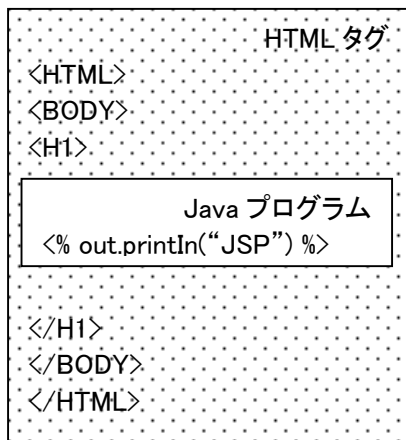 HTML タグ
<HTML>
<BODY>
<H1>
Java プログラム
<% out.printIn(“JSP”) %>
</H1>
</BODY>
</HTML>